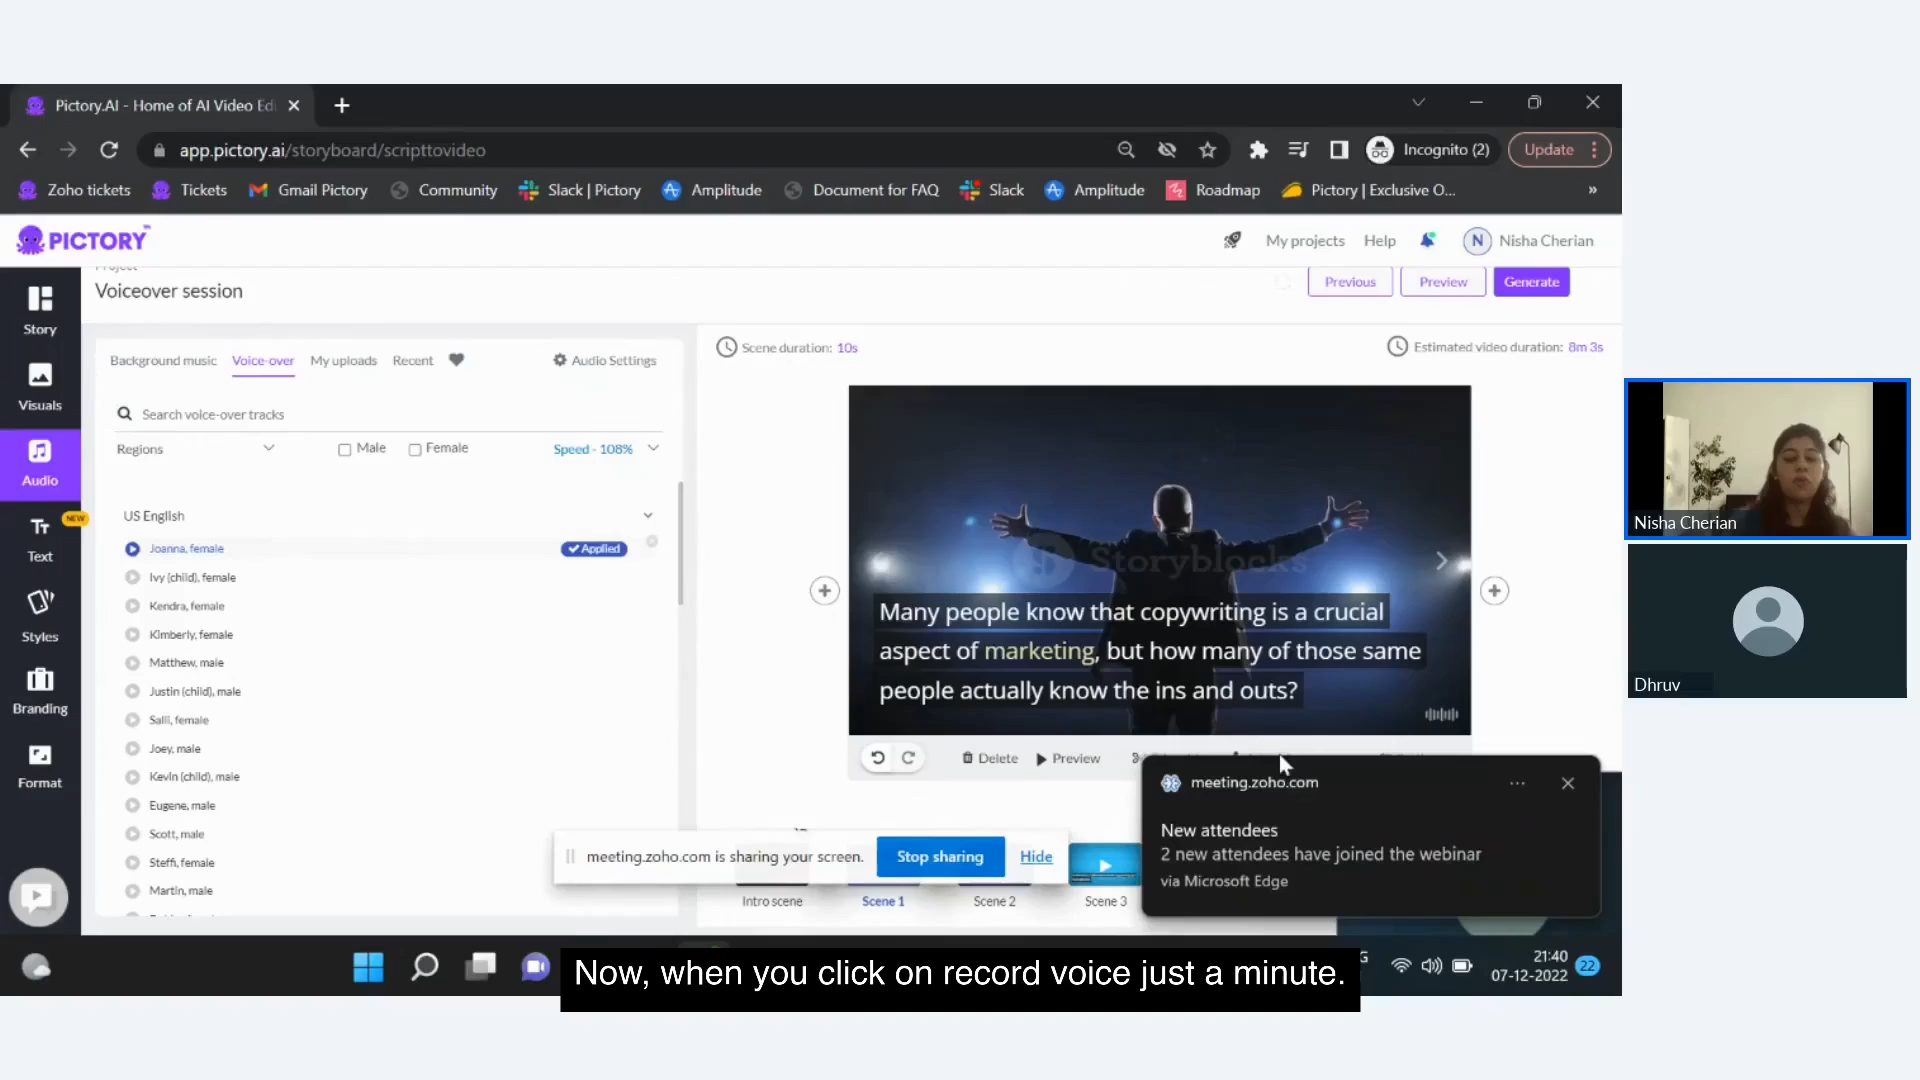 Pictory.AI - Home of AI Video Edi
app.pictory.ai/storyboard/scripttovideo
Incognito (2)
Update
Zoho tickets
Tickets
Gmail Pictory
Community
Slack | Pictory
Amplitude
Document for FAQ
Slack
Amplitude
Roadmap
Pictory | Exclusive O...
»
PICTORY
My projects
Help
N
Nisha Cherian
Project
Voiceover session
Previous
Preview
Generate
Story
Visuals
Audio
NEW
Text
Styles
Branding
Format
Background music
Voice-over
My uploads
Recent
Audio Settings
Search voice-over tracks
Regions
Male
Female
Speed - 108%
US English
Joanna, female
Applied
Ivy (child), female
Kendra, female
Kimberly, female
Matthew, male
Justin (child), male
Salli, female
Joey, male
Kevin (child), male
Eugene, male
Scott, male
Steffi, female
Martin, male
Scene duration: 10s
Estimated video duration: 8m 3s
Storyblocks
Many people know that copywriting is a crucial
aspect of marketing, but how many of those same
people actually know the ins and outs?
Delete
Preview
meeting.zoho.com
New attendees
2 new attendees have joined the webinar
via Microsoft Edge
meeting.zoho.com is sharing your screen.
Stop sharing
Hide
Intro scene
Scene 1
Scene 2
Scene 3
Nisha Cherian
Dhruv
21:40
07-12-2022
22
Now, when you click on record voice just a minute.